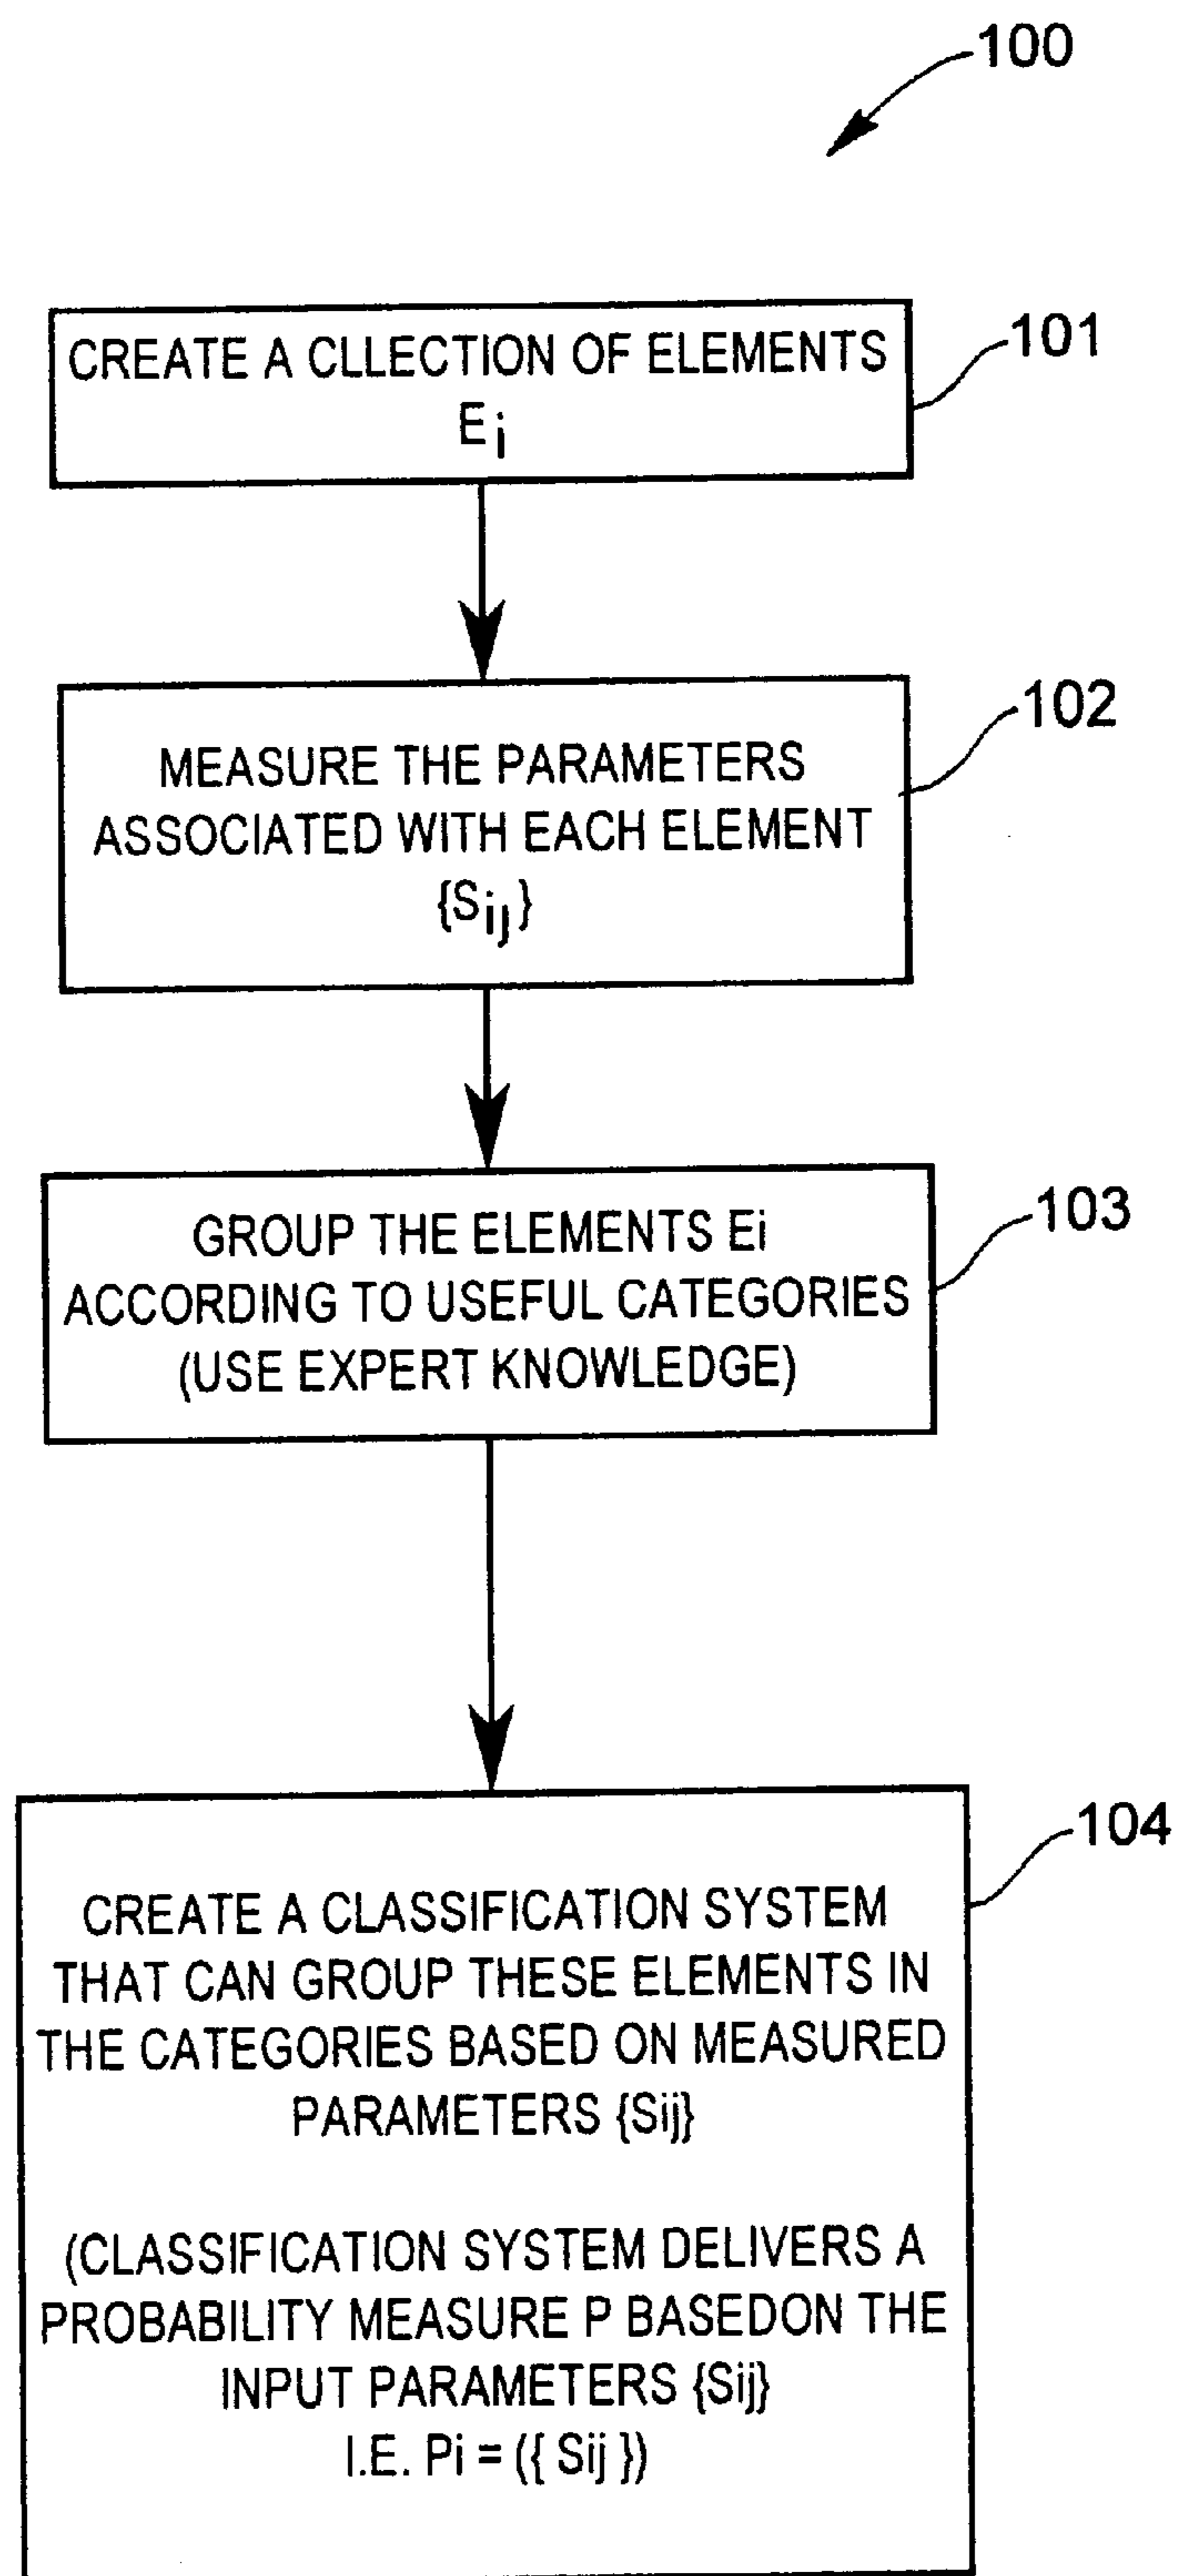 100
CREATE A CLLECTION OF ELEMENTS
Ei
101
MEASURE THE PARAMETERS
ASSOCIATED WITH EACH ELEMENT
{Sij}
102
GROUP THE ELEMENTS Ei
ACCORDING TO USEFUL CATEGORIES
(USE EXPERT KNOWLEDGE)
103
CREATE A CLASSIFICATION SYSTEM
THAT CAN GROUP THESE ELEMENTS IN
THE CATEGORIES BASED ON MEASURED
PARAMETERS {Sij}
(CLASSIFICATION SYSTEM DELIVERS A
PROBABILITY MEASURE P BASEDON THE
INPUT PARAMETERS {Sij}
I.E. Pi = ({ Sij })
104